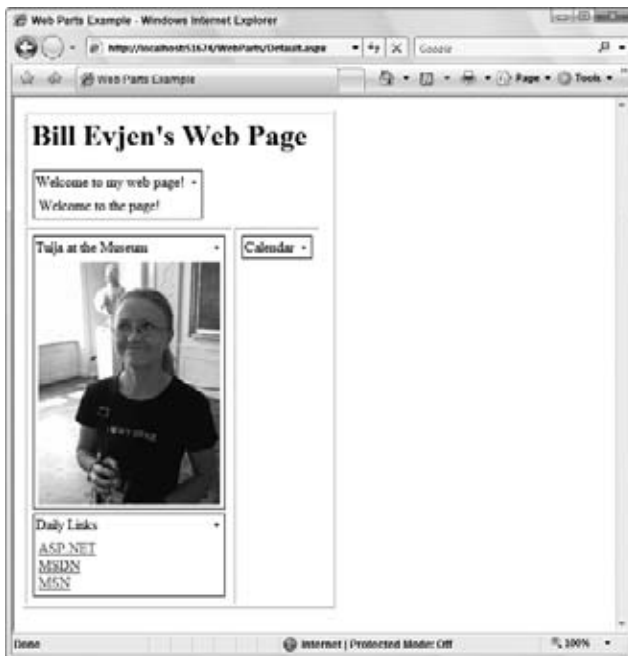 Web Parts Example - Windows Internet Explorer
http://localhost:51678/WebParts/Default.aspx
Google
Web Parts Example
Page
Tools
Bill Evjen's Web Page
Welcome to my web page!
Welcome to the page!
Tuija at the Museum
Calendar
Daily Links
ASP.NET
MSDN
MSN
Done
Internet | Protected Mode: Off
100%